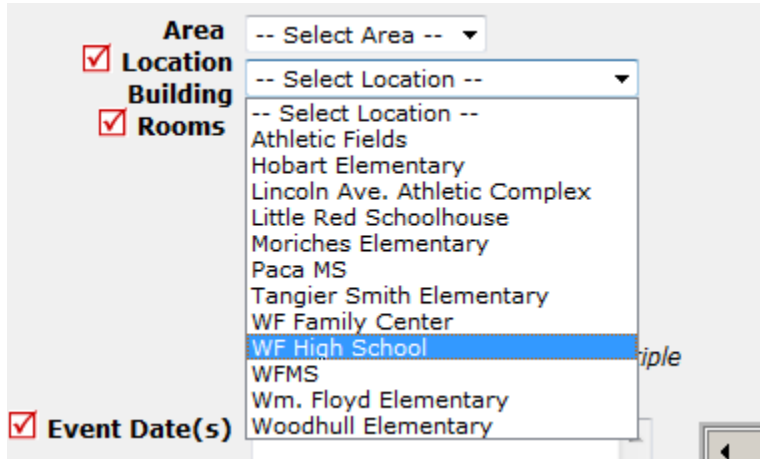 Area -- Select Area --
Location -- Select Location --
Building
Rooms
-- Select Location --
Athletic Fields
Hobart Elementary
Lincoln Ave. Athletic Complex
Little Red Schoolhouse
Moriches Elementary
Paca MS
Tangier Smith Elementary
WF Family Center
WF High School
WFMS
Wm. Floyd Elementary
Woodhull Elementary
Event Date(s)